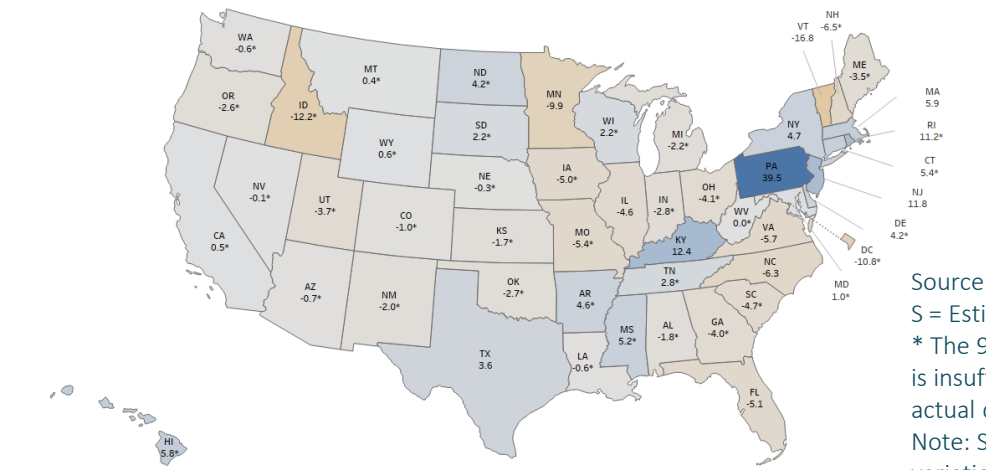 NH
-6.5*
VT
-16.8
WA
-0.6*
MT
0.4*
ND
4.2*
MN
-9.9
ME
-3.5*
OR
-2.6*
ID
-12.2*
SD
2.2*
WI
2.2*
MI
-2.2*
NY
4.7
MA
5.9
RI
11.2*
CT
5.4*
NJ
11.8
DE
4.2*
DC
-10.8*
MD
1.0*
WY
0.6*
NE
-0.3*
IA
-5.0*
PA
39.5
NV
-0.1*
UT
-3.7*
CO
-1.0*
KS
-1.7*
MO
-5.4*
IL
-4.6
IN
-2.8*
OH
-4.1*
WV
0.0*
VA
-5.7
KY
12.4
CA
0.5*
AZ
-0.7*
NM
-2.0*
OK
-2.7*
AR
4.6*
TN
2.8*
NC
-6.3
SC
-4.7*
MS
5.2*
AL
-1.8*
GA
-4.0*
TX
3.6
LA
-0.6*
FL
-5.1
HI
5.8*
Source
S = Esti
* The 9
is insuf
actual
Note: S